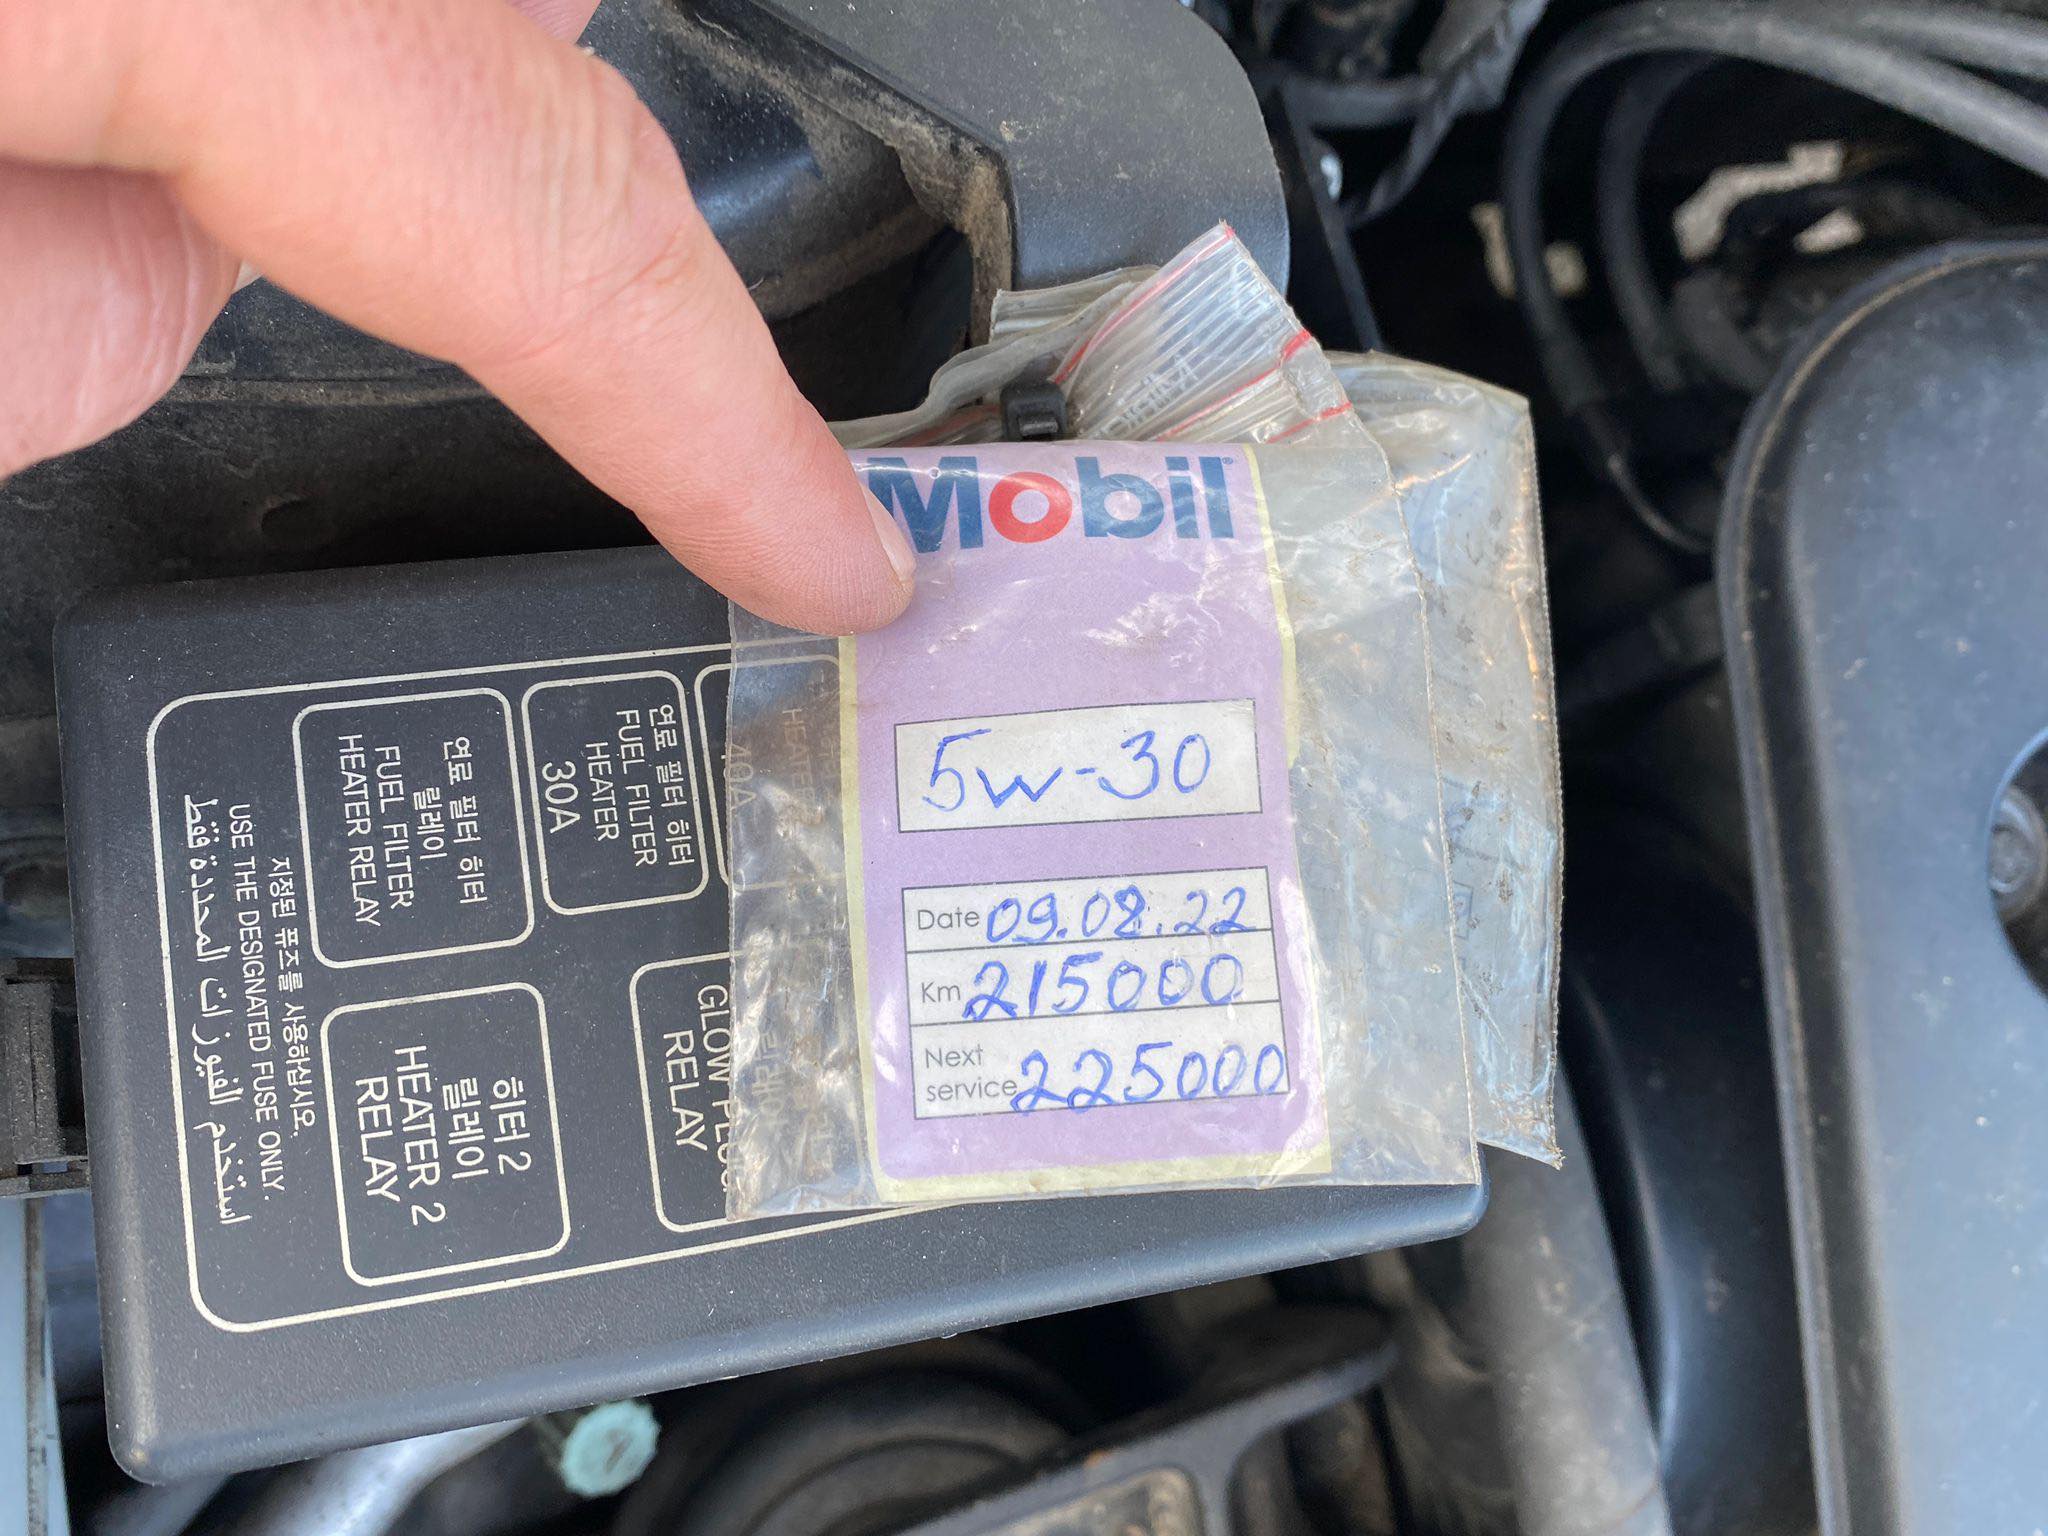 Mobil
5w-30
Date 09.08.22
Km 215000
Next
service 225000
연료 필터 히터
릴레이
FUEL FILTER
HEATER RELAY
연료 필터 히터
FUEL FILTER
HEATER
30A
HEATER
40A
히터 2
릴레이
HEATER 2
RELAY
GLOW PLUG
RELAY
지정된 퓨즈를 사용하십시오.
USE THE DESIGNATED FUSE ONLY.
استخدم الفيوزات المحددة فقط